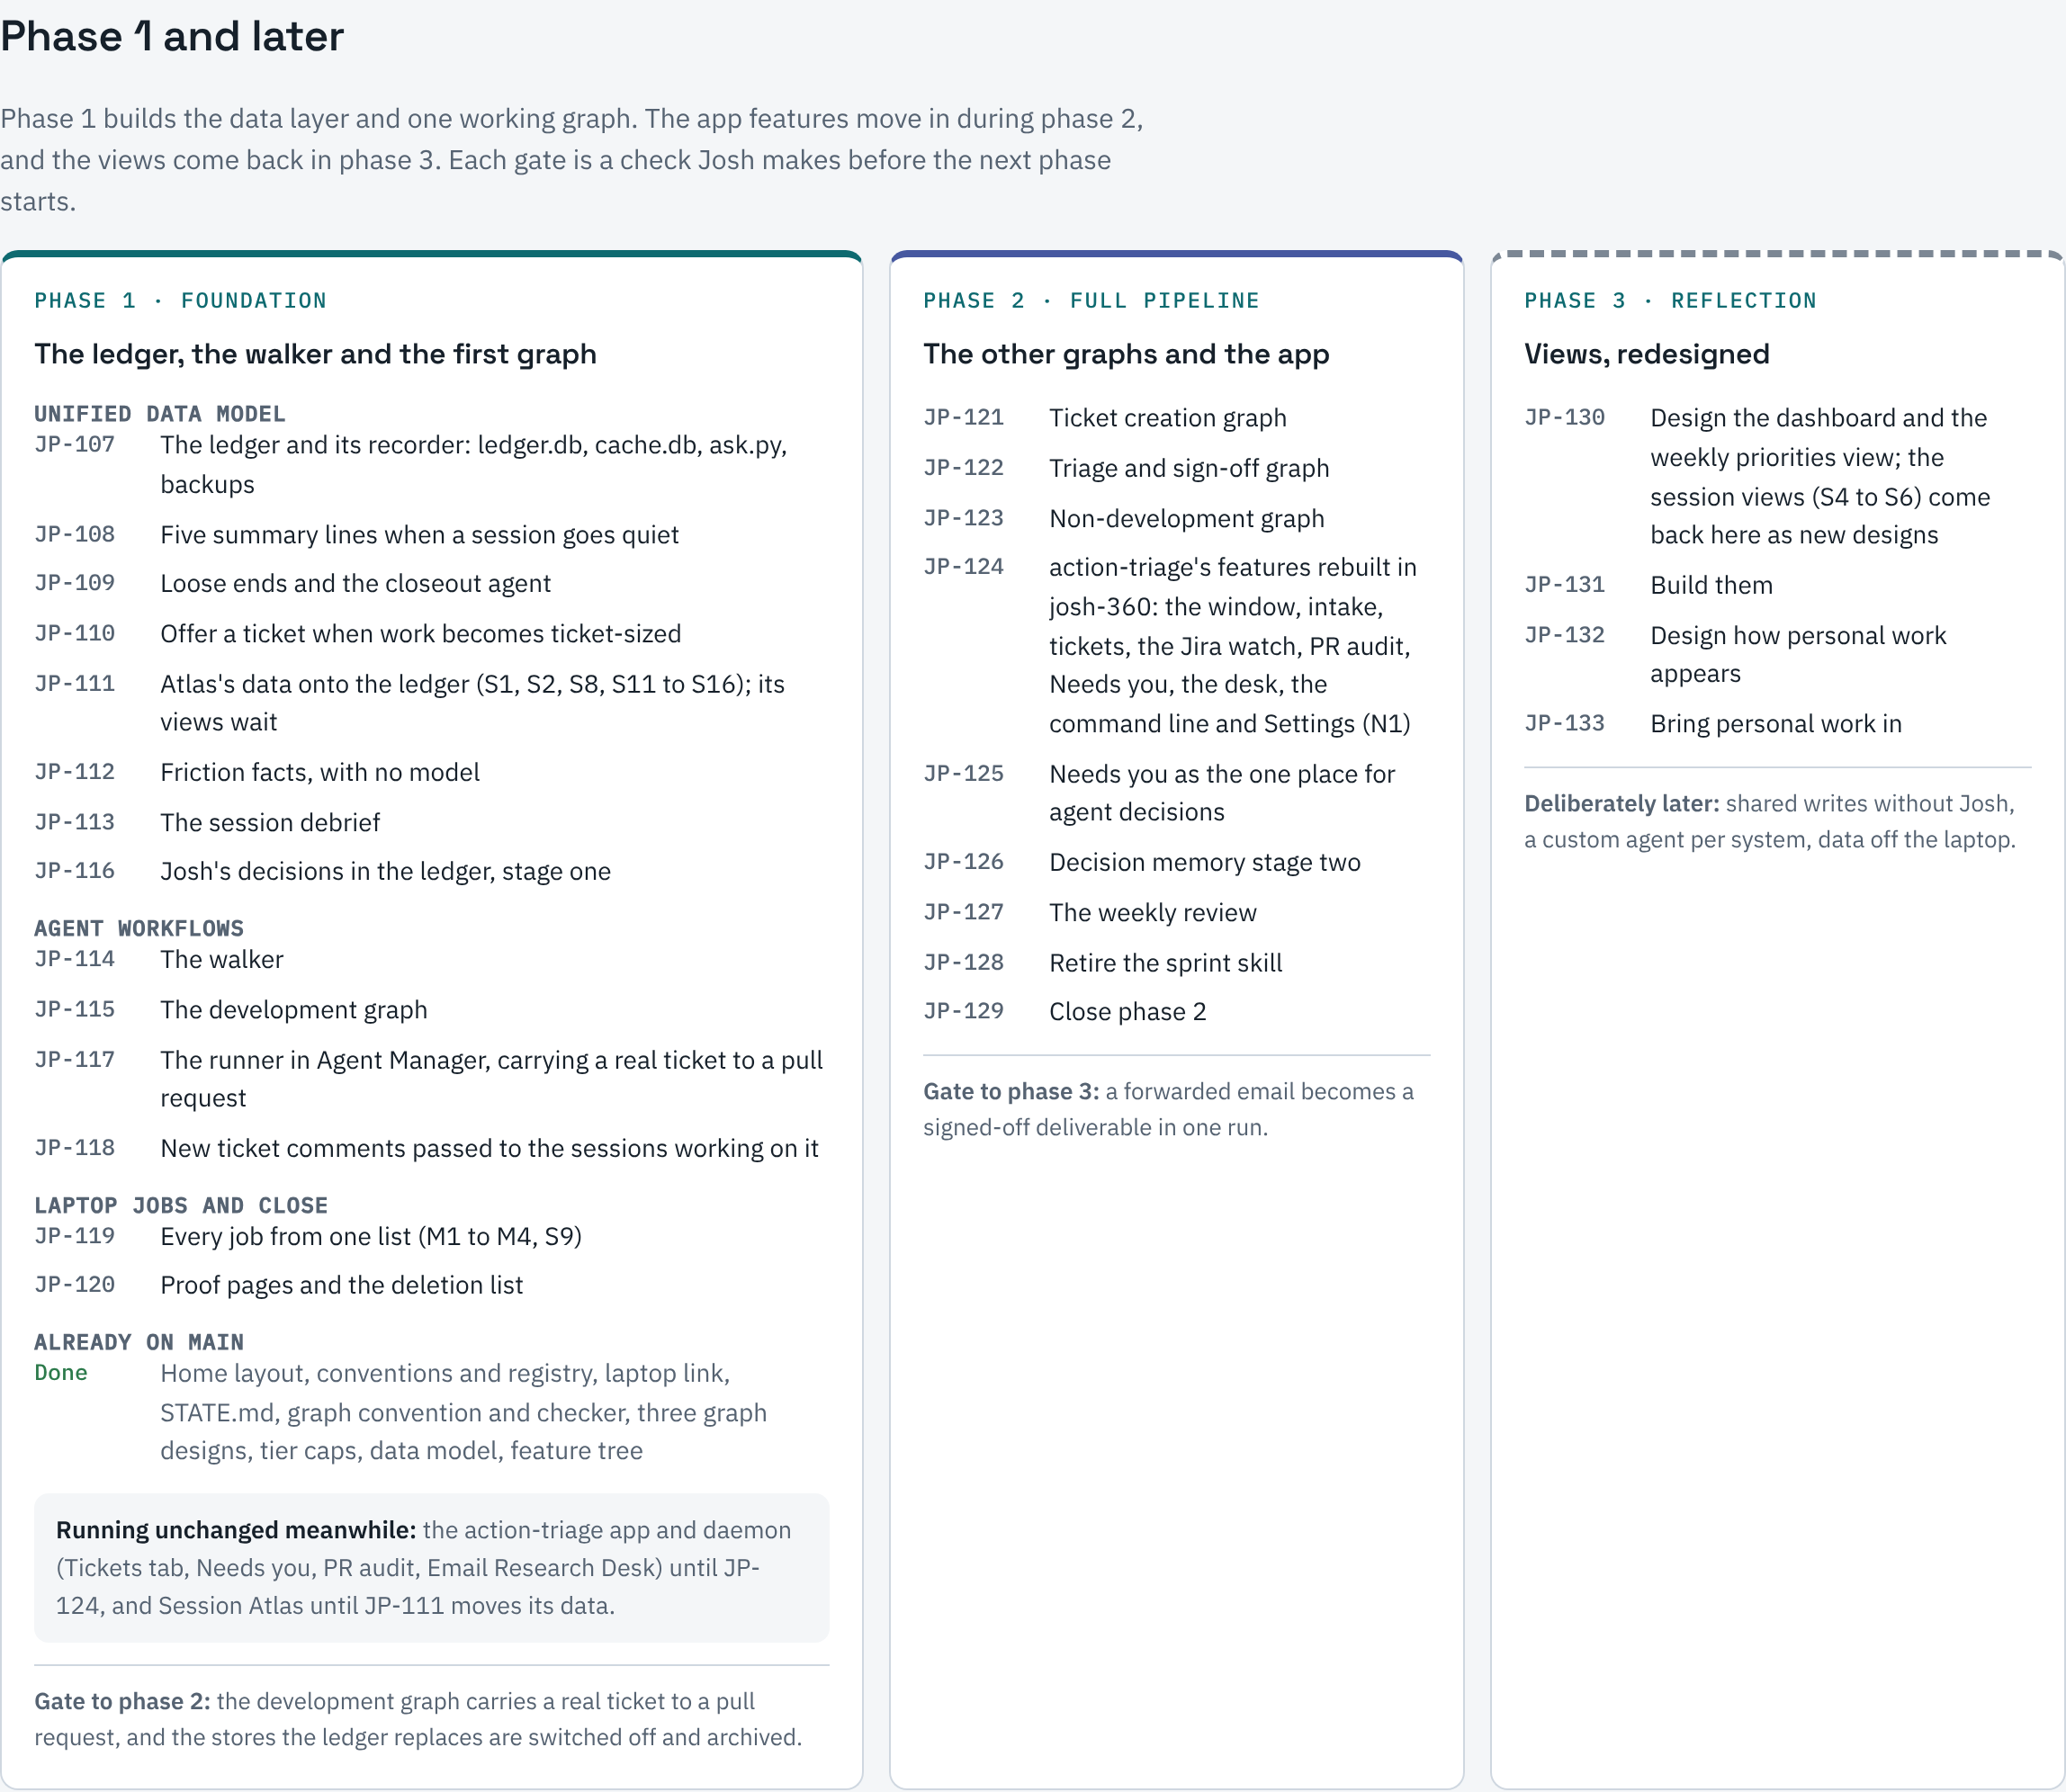 Phase 1 and later
Phase 1 builds the data layer and one working graph. The app features move in during phase 2,
and the views come back in phase 3. Each gate is a check Josh makes before the next phase
starts.
PHASE 1 · FOUNDATION
The ledger, the walker and the first graph
UNIFIED DATA MODEL
JP-107 The ledger and its recorder: ledger.db, cache.db, ask.py,
backups
JP-108 Five summary lines when a session goes quiet
JP-109 Loose ends and the closeout agent
JP-110 Offer a ticket when work becomes ticket-sized
JP-111 Atlas's data onto the ledger (S1, S2, S8, S11 to S16); its
views wait
JP-112 Friction facts, with no model
JP-113 The session debrief
JP-116 Josh's decisions in the ledger, stage one
AGENT WORKFLOWS
JP-114 The walker
JP-115 The development graph
JP-117 The runner in Agent Manager, carrying a real ticket to a pull
request
JP-118 New ticket comments passed to the sessions working on it
LAPTOP JOBS AND CLOSE
JP-119 Every job from one list (M1 to M4, S9)
JP-120 Proof pages and the deletion list
ALREADY ON MAIN
Done Home layout, conventions and registry, laptop link,
STATE.md, graph convention and checker, three graph
designs, tier caps, data model, feature tree
Running unchanged meanwhile: the action-triage app and daemon
(Tickets tab, Needs you, PR audit, Email Research Desk) until JP-
124, and Session Atlas until JP-111 moves its data.
Gate to phase 2: the development graph carries a real ticket to a pull
request, and the stores the ledger replaces are switched off and archived.
PHASE 2 · FULL PIPELINE
The other graphs and the app
JP-121 Ticket creation graph
JP-122 Triage and sign-off graph
JP-123 Non-development graph
JP-124 action-triage's features rebuilt in
josh-360: the window, intake,
tickets, the Jira watch, PR audit,
Needs you, the desk, the
command line and Settings (N1)
JP-125 Needs you as the one place for
agent decisions
JP-126 Decision memory stage two
JP-127 The weekly review
JP-128 Retire the sprint skill
JP-129 Close phase 2
Gate to phase 3: a forwarded email becomes a
signed-off deliverable in one run.
PHASE 3 · REFLECTION
Views, redesigned
JP-130 Design the dashboard and the
weekly priorities view; the
session views (S4 to S6) come
back here as new designs
JP-131 Build them
JP-132 Design how personal work
appears
JP-133 Bring personal work in
Deliberately later: shared writes without Josh,
a custom agent per system, data off the laptop.